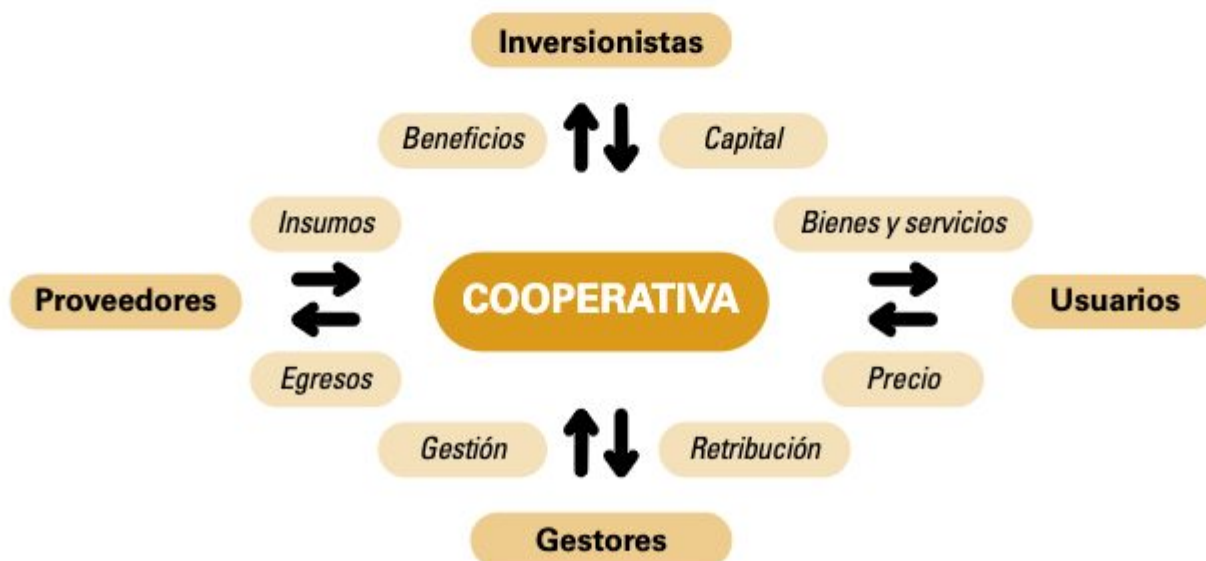 Inversionistas
Beneficios
Capital
Insumos
Bienes y servicios
Proveedores
COOPERATIVA
Usuarios
Egresos
Precio
Gestión
Retribución
Gestores